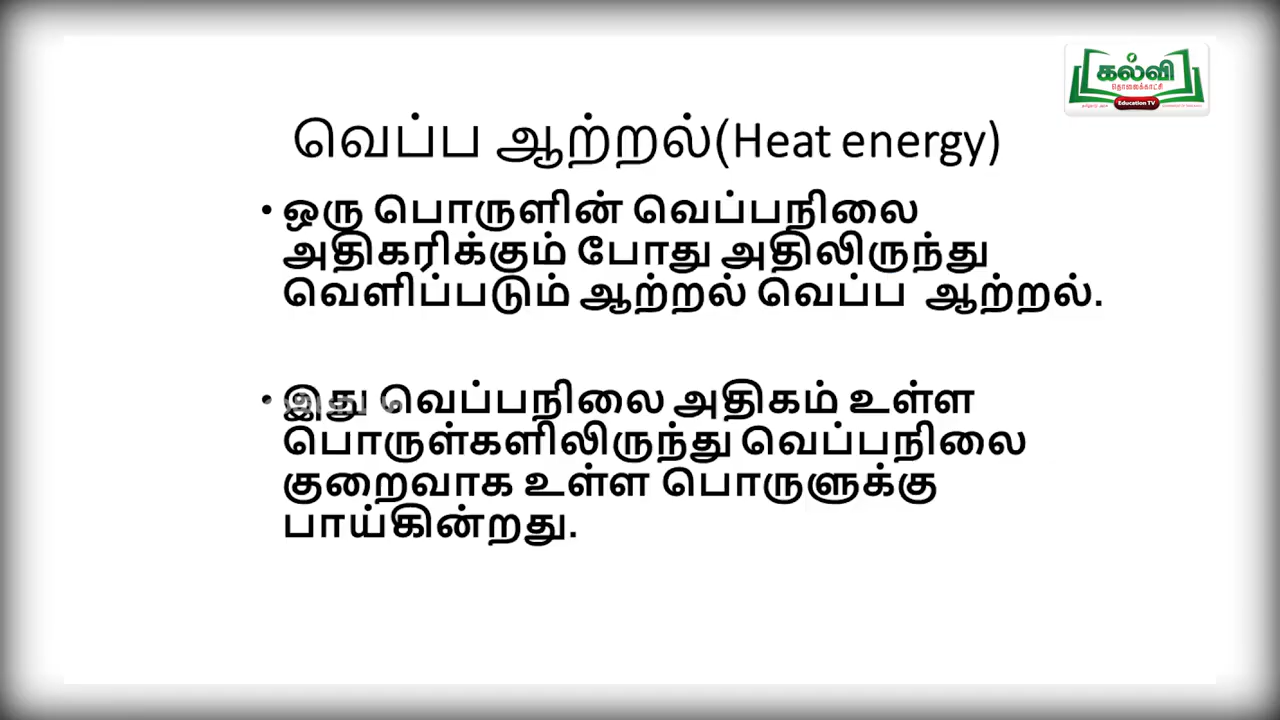 கல்வி
தொலைக்காட்சி
Education TV
வெப்ப ஆற்றல்(Heat energy)
• ஒரு பொருளின் வெப்பநிலை
அதிகரிக்கும் போது அதிலிருந்து
வெளிப்படும் ஆற்றல் வெப்ப ஆற்றல்.
• இது வெப்பநிலை அதிகம் உள்ள
பொருள்களிலிருந்து வெப்பநிலை
குறைவாக உள்ள பொருளுக்கு
பாய்கின்றது.